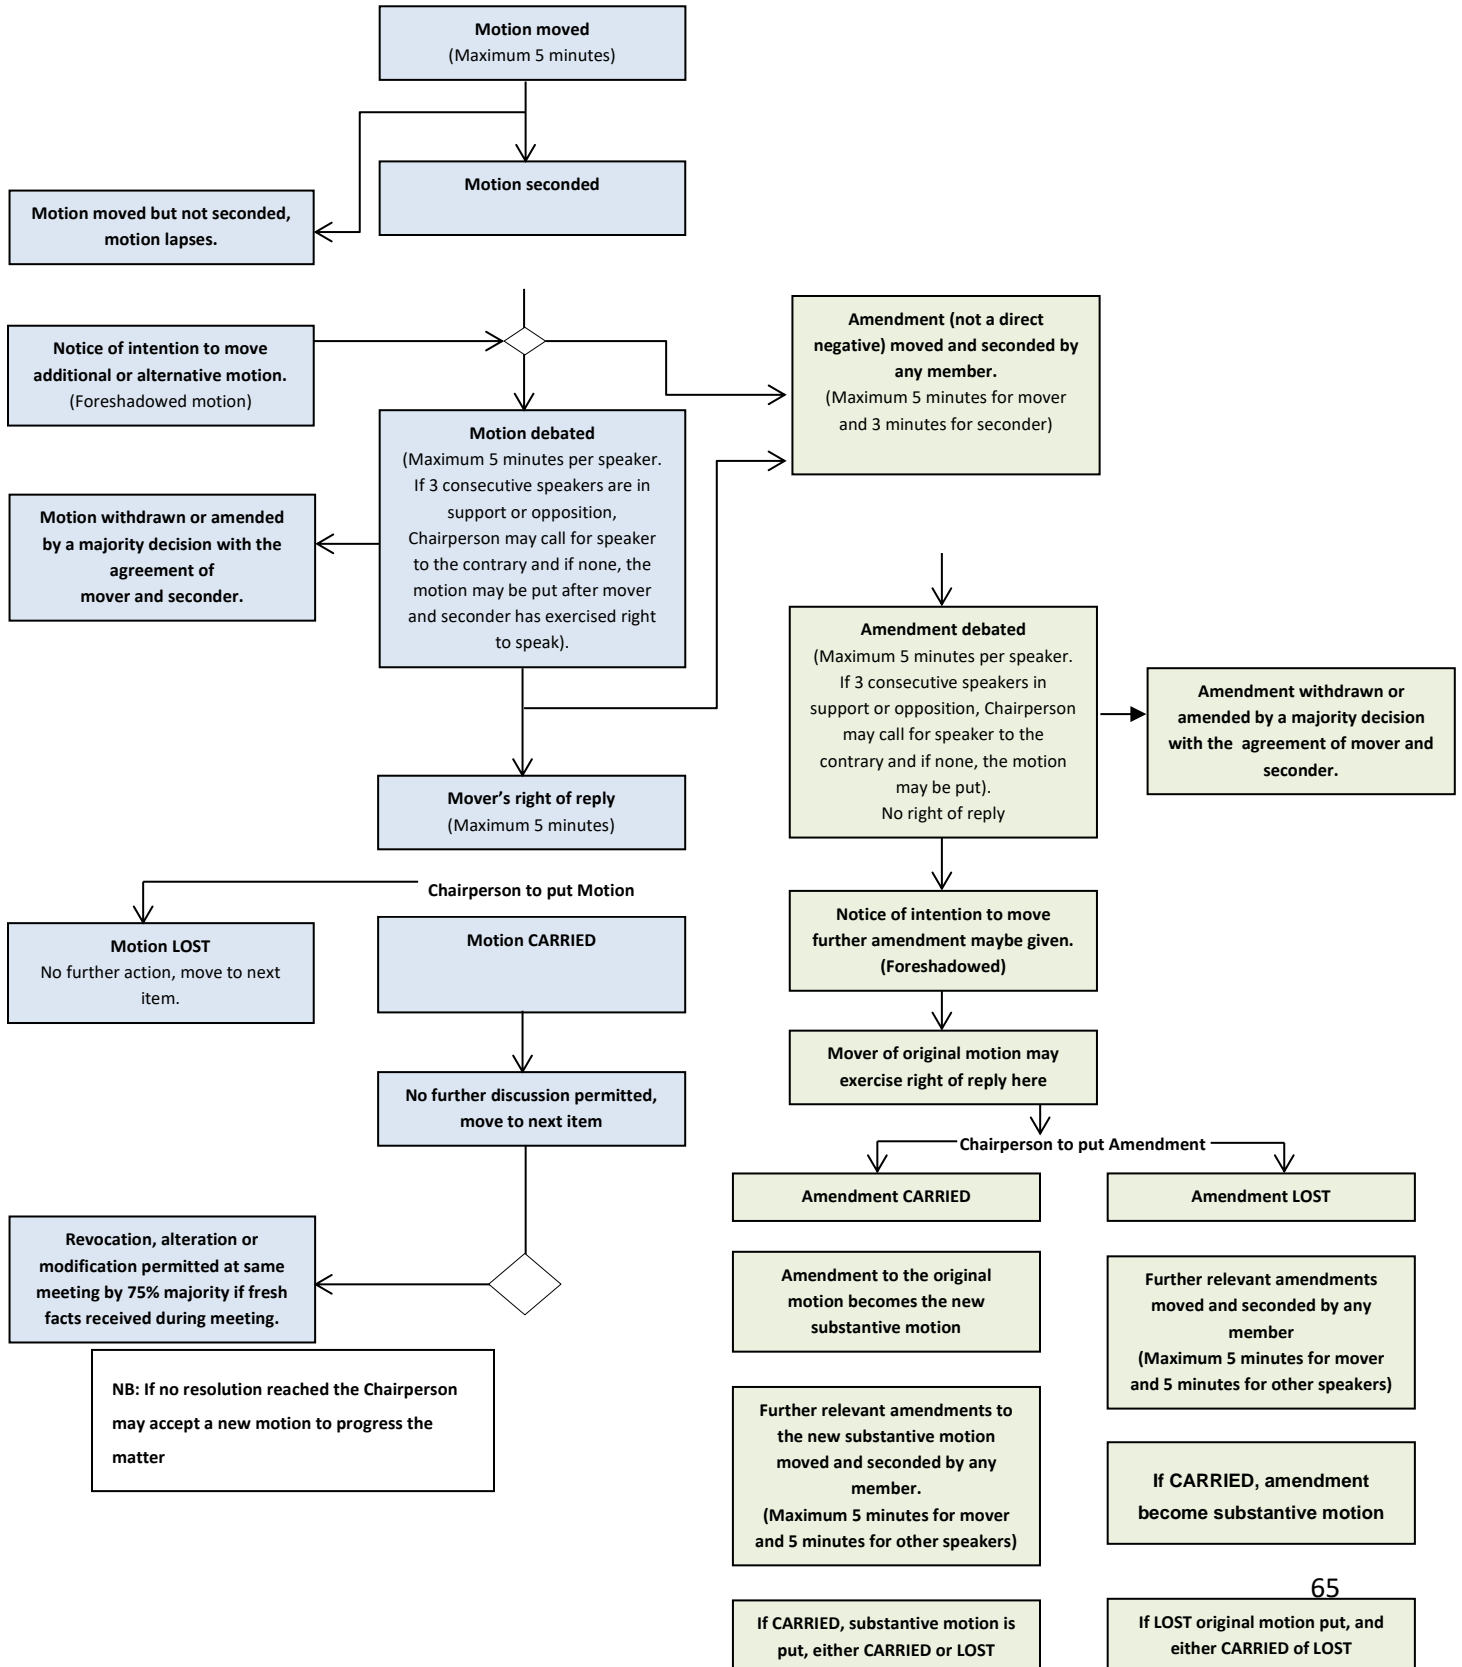 Motion moved
(Maximum 5 minutes)
Motion seconded
Motion moved but not seconded,
motion lapses.
Notice of intention to move
additional or alternative motion.
(Foreshadowed motion)
Amendment (not a direct
negative) moved and seconded by
any member.
(Maximum 5 minutes for mover
and 3 minutes for seconder)
Motion debated
(Maximum 5 minutes per speaker.
If 3 consecutive speakers are in
support or opposition,
Chairperson may call for speaker
to the contrary and if none, the
motion may be put after mover
and seconder has exercised right
to speak).
Motion withdrawn or amended
by a majority decision with the
agreement of
mover and seconder.
Amendment debated
(Maximum 5 minutes per speaker.
If 3 consecutive speakers in
support or opposition, Chairperson
may call for speaker to the
contrary and if none, the motion
may be put).
No right of reply
Amendment withdrawn or
amended by a majority decision
with the  agreement of mover and
seconder.
Mover’s right of reply
(Maximum 5 minutes)
Chairperson to put Motion
Motion LOST
No further action, move to next
item.
Motion CARRIED
Notice of intention to move
further amendment maybe given.
(Foreshadowed)
Mover of original motion may
exercise right of reply here
No further discussion permitted,
move to next item
Chairperson to put Amendment
Amendment CARRIED
Amendment LOST
Revocation, alteration or
modification permitted at same
meeting by 75% majority if fresh
facts received during meeting.
Amendment to the original
motion becomes the new
substantive motion
Further relevant amendments
moved and seconded by any
member
(Maximum 5 minutes for mover
and 5 minutes for other speakers)
NB: If no resolution reached the Chairperson
may accept a new motion to progress the
matter
Further relevant amendments to
the new substantive motion
moved and seconded by any
member.
(Maximum 5 minutes for mover
and 5 minutes for other speakers)
If CARRIED, amendment
become substantive motion
65
If CARRIED, substantive motion is
put, either CARRIED or LOST
If LOST original motion put, and
either CARRIED of LOST